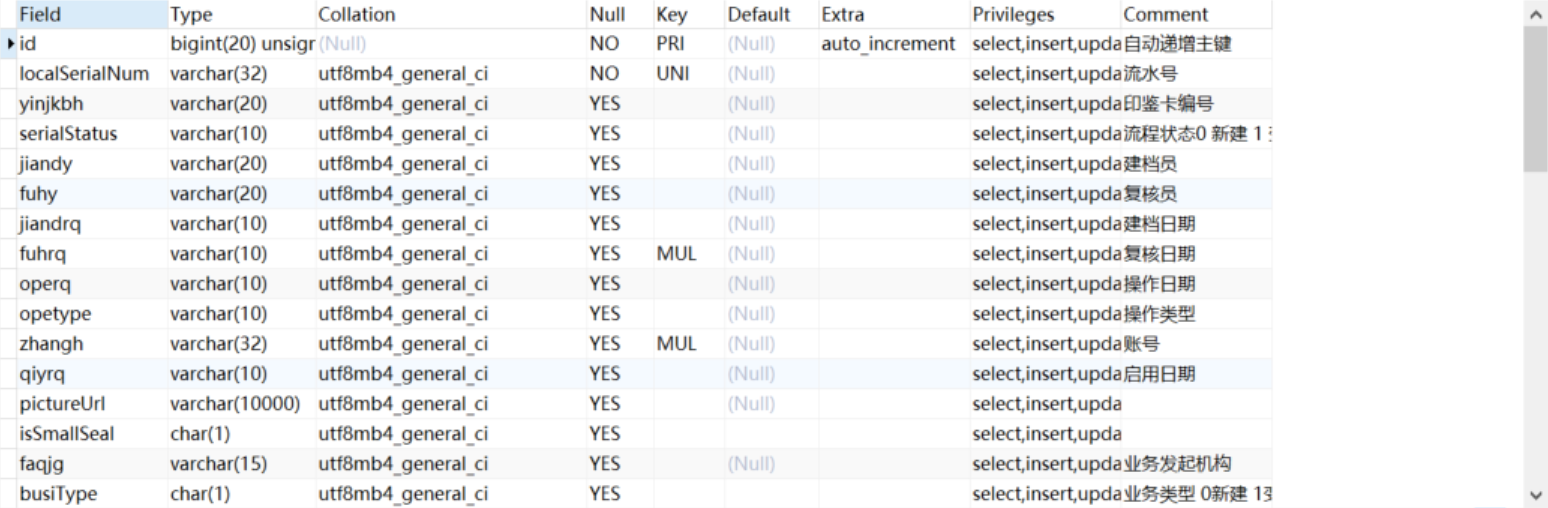 Field Type Collation Null Key Default Extra Privileges Comment
id bigint(20) unsigr (Null) NO PRI (Null) auto_increment select,insert,upda 自动递增主键
localSerialNum varchar(32) utf8mb4_general_ci NO UNI (Null) select,insert,upda 流水号
yinjkbh varchar(20) utf8mb4_general_ci YES (Null) select,insert,upda 印鉴卡编号
serialStatus varchar(10) utf8mb4_general_ci YES (Null) select,insert,upda 流程状态0 新建 1
jiandy varchar(20) utf8mb4_general_ci YES (Null) select,insert,upda 建档员
fuhy varchar(20) utf8mb4_general_ci YES (Null) select,insert,upda 复核员
jiandrq varchar(10) utf8mb4_general_ci YES (Null) select,insert,upda 建档日期
fuhrq varchar(10) utf8mb4_general_ci YES MUL (Null) select,insert,upda 复核日期
operq varchar(10) utf8mb4_general_ci YES (Null) select,insert,upda 操作日期
opetype varchar(10) utf8mb4_general_ci YES (Null) select,insert,upda 操作类型
zhangh varchar(32) utf8mb4_general_ci YES MUL (Null) select,insert,upda 账号
qiyrq varchar(10) utf8mb4_general_ci YES (Null) select,insert,upda 启用日期
pictureUrl varchar(10000) utf8mb4_general_ci YES (Null) select,insert,upda
isSmallSeal char(1) utf8mb4_general_ci YES select,insert,upda
faqjg varchar(15) utf8mb4_general_ci YES (Null) select,insert,upda 业务发起机构
busiType char(1) utf8mb4_general_ci YES select,insert,upda 业务类型 0新建 1